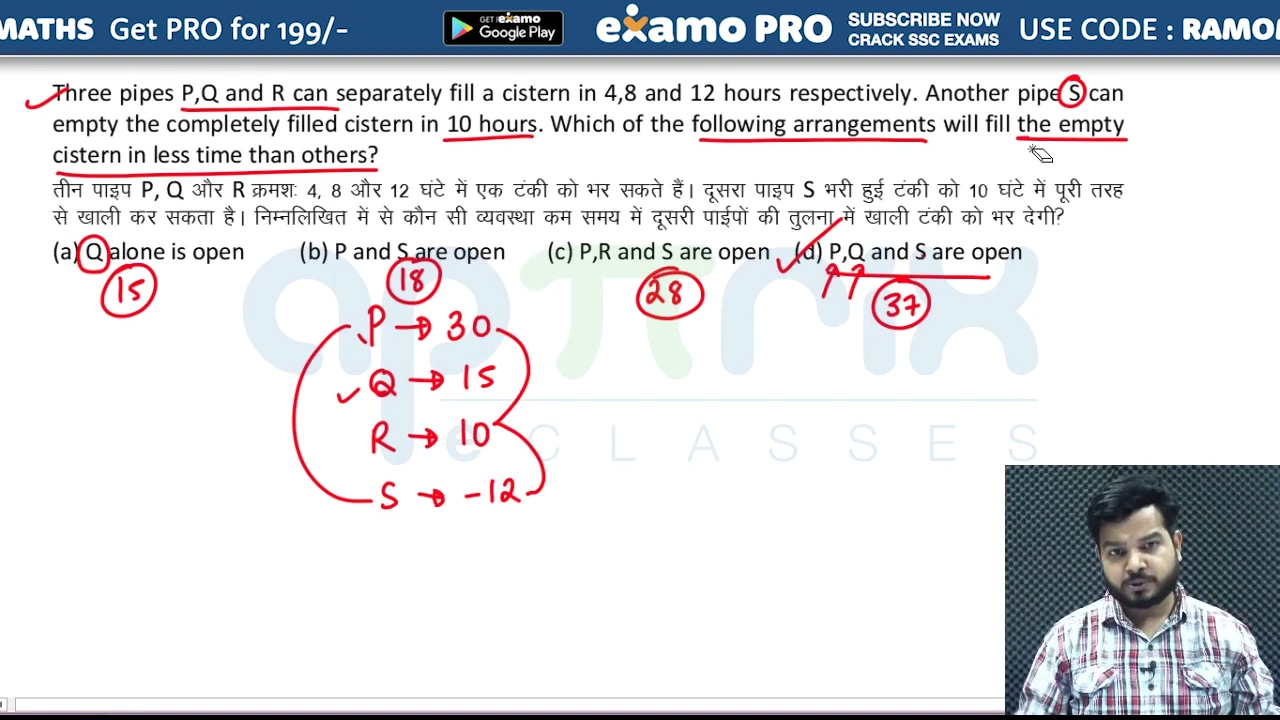 MATHS Get PRO for 199/-
GET IT ON examo
Google Play
examo PRO
SUBSCRIBE NOW
CRACK SSC EXAMS
USE CODE : RAMO
Three pipes P,Q and R can separately fill a cistern in 4,8 and 12 hours respectively. Another pipe S can
empty the completely filled cistern in 10 hours. Which of the following arrangements will fill the empty
cistern in less time than others?
तीन पाइप P, Q और R क्रमशः 4, 8 और 12 घंटे में एक टंकी को भर सकते हैं। दूसरा पाइप S भरी हुई टंकी को 10 घंटे में पूरी तरह
से खाली कर सकता है। निम्नलिखित में से कौन सी व्यवस्था कम समय में दूसरी पाईपों की तुलना में खाली टंकी को भर देगी?
(a) Q alone is open (b) P and S are open (c) P,R and S are open (d) P,Q and S are open
15 18 28 37
P → 30
Q → 15
R → 10
S → -12
aptrix
e CLASSES